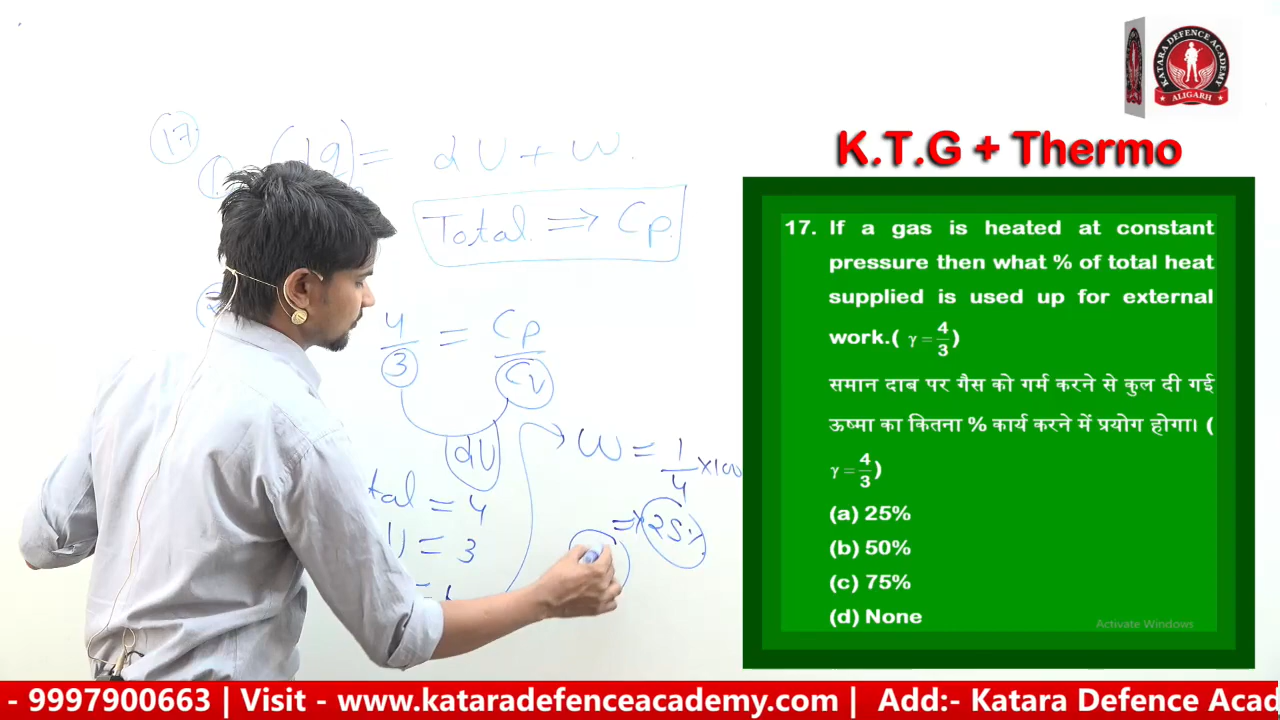 KATARA DEFENCE ACADEMY
ALIGARH
K.T.G + Thermo
17
1.
= dU + W.
Total ⇒ Cp.
4/3 = Cp/Cv
dU
W = 1/4 × 100
⇒ 25%
tal = 4
= 3
17. If a gas is heated at constant
pressure then what % of total heat
supplied is used up for external
work.( γ = 4/3)
समान दाब पर गैस को गर्म करने से कुल दी गई
ऊष्मा का कितना % कार्य करने में प्रयोग होगा। (
γ = 4/3)
(a) 25%
(b) 50%
(c) 75%
(d) None
Activate Windows
- 9997900663 | Visit - www.kataradefenceacademy.com | Add:- Katara Defence Acad